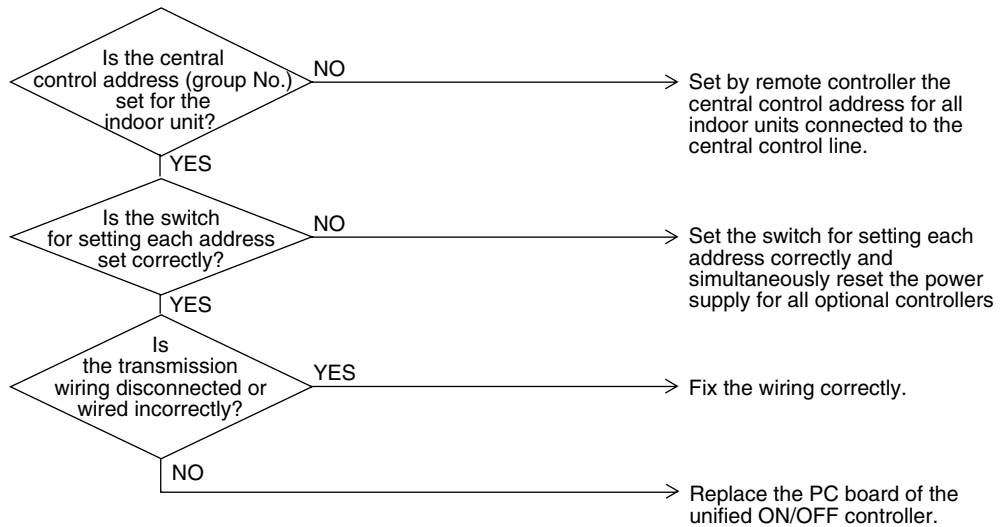 Is the central
control address (group No.)
set for the
indoor unit?
NO
Set by remote controller the
central control address for all
indoor units connected to the
central control line.
YES
Is the switch
for setting each address
set correctly?
NO
Set the switch for setting each
address correctly and
simultaneously reset the power
supply for all optional controllers
YES
Is
the transmission
wiring disconnected or
wired incorrectly?
YES
Fix the wiring correctly.
NO
Replace the PC board of the
unified ON/OFF controller.